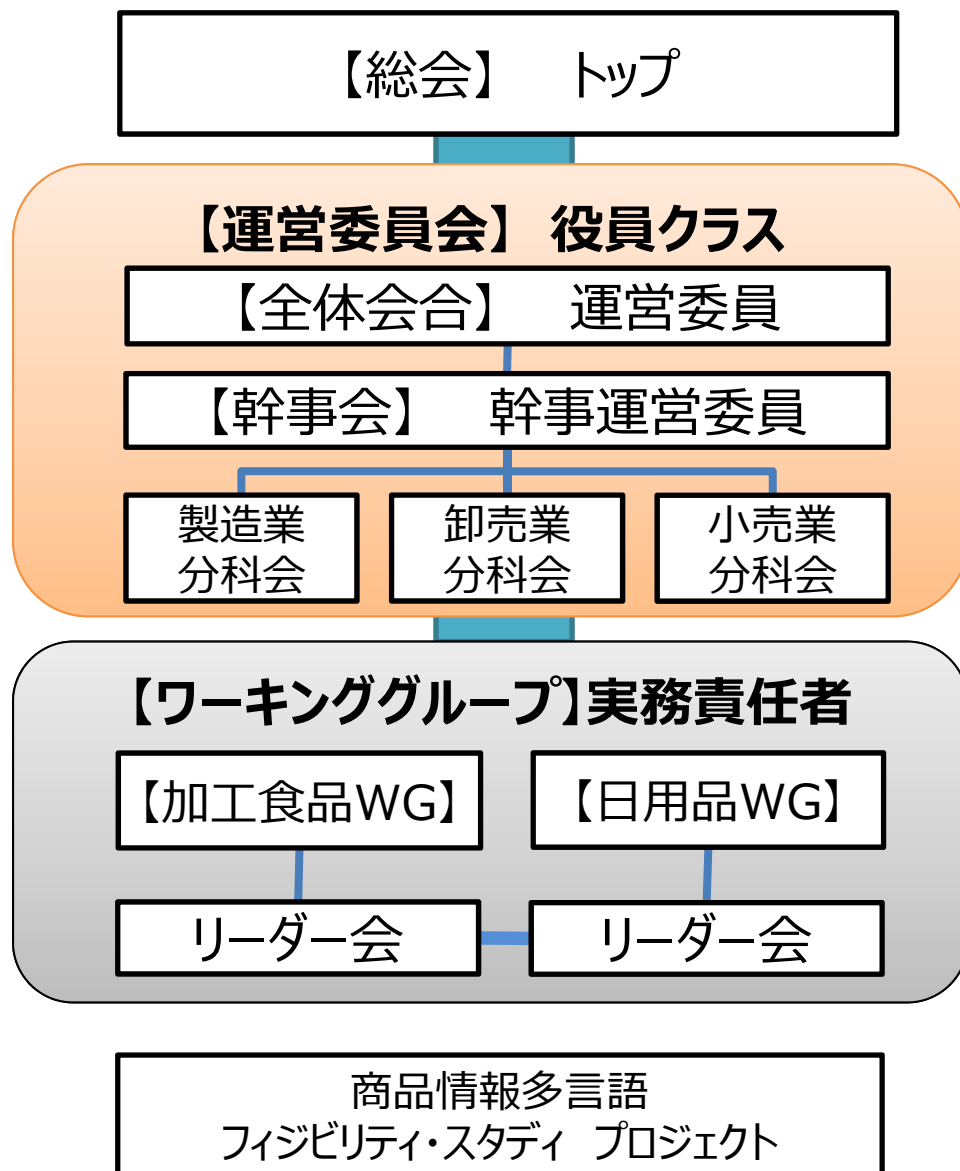 【総会】　トップ
【運営委員会】 役員クラス
【全体会合】　運営委員
【幹事会】　幹事運営委員
製造業
分科会
卸売業
分科会
小売業
分科会
【ワーキンググループ】実務責任者
【加工食品WG】
【日用品WG】
リーダー会
リーダー会
商品情報多言語
フィジビリティ・スタディ　プロジェクト